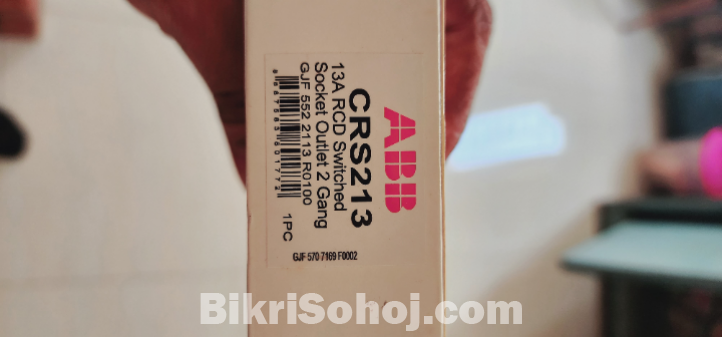 ABB
CRS213
13A RCD Switched
Socket Outlet 2 Gang
GJF 552 2113 R0100
1PC
GJF 570 7169 F0002
BikriSohoj.com